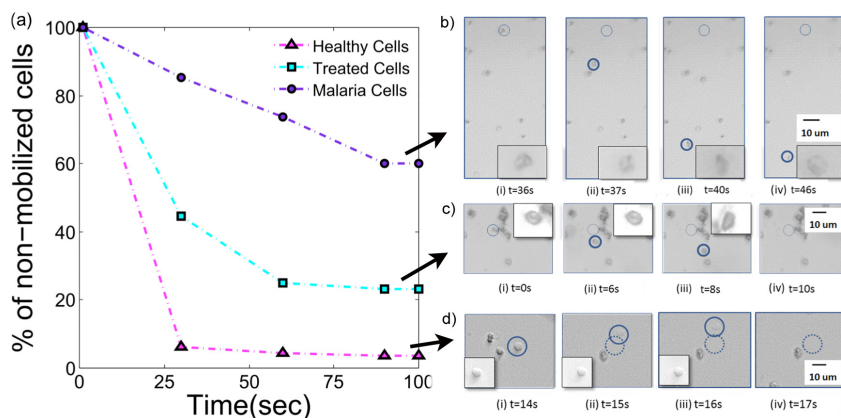 (a)
100
80
60
40
20
0
0
25
50
75
100
% of non-mobilized cells
Time(sec)
Healthy Cells
Treated Cells
Malaria Cells
b)
10 um
(i) t=36s
(ii) t=37s
(iii) t=40s
(iv) t=46s
c)
10 um
(i) t=0s
(ii) t=6s
(iii) t=8s
(iv) t=10s
d)
10 um
(i) t=14s
(ii) t=15s
(iii) t=16s
(iv) t=17s